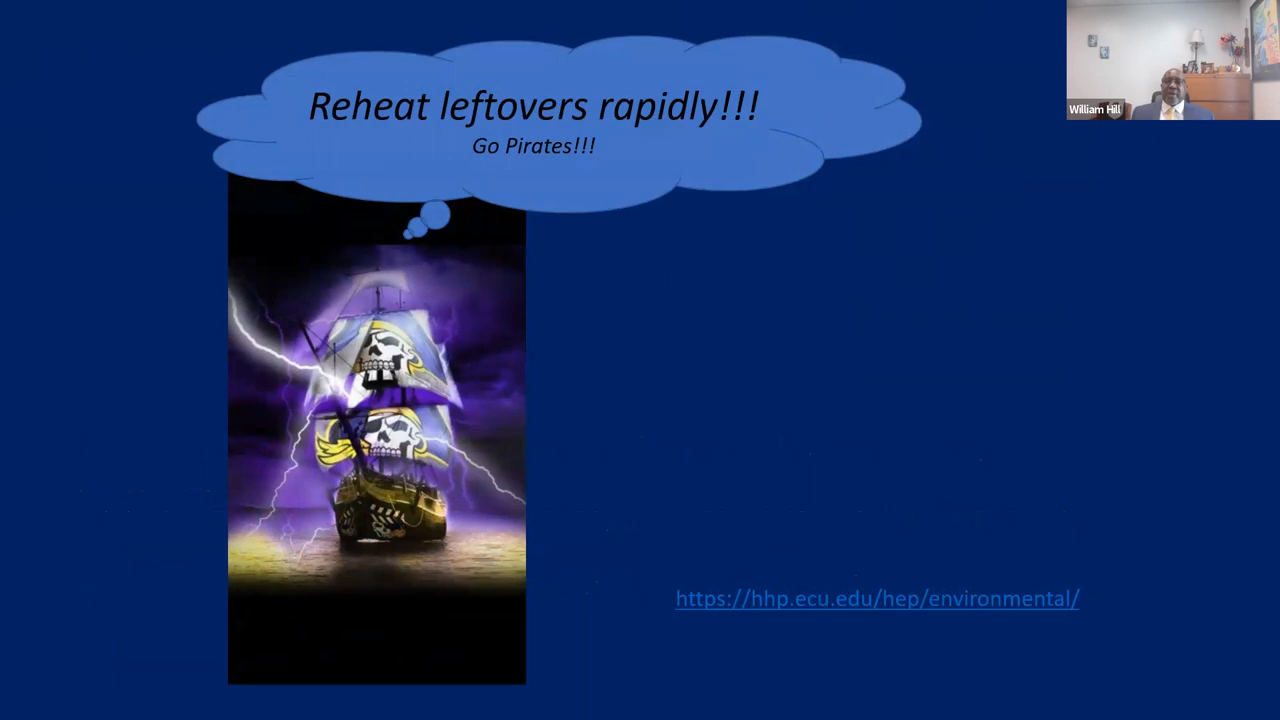 Reheat leftovers rapidly!!!
Go Pirates!!!
William Hill
https://hhp.ecu.edu/hep/environmental/